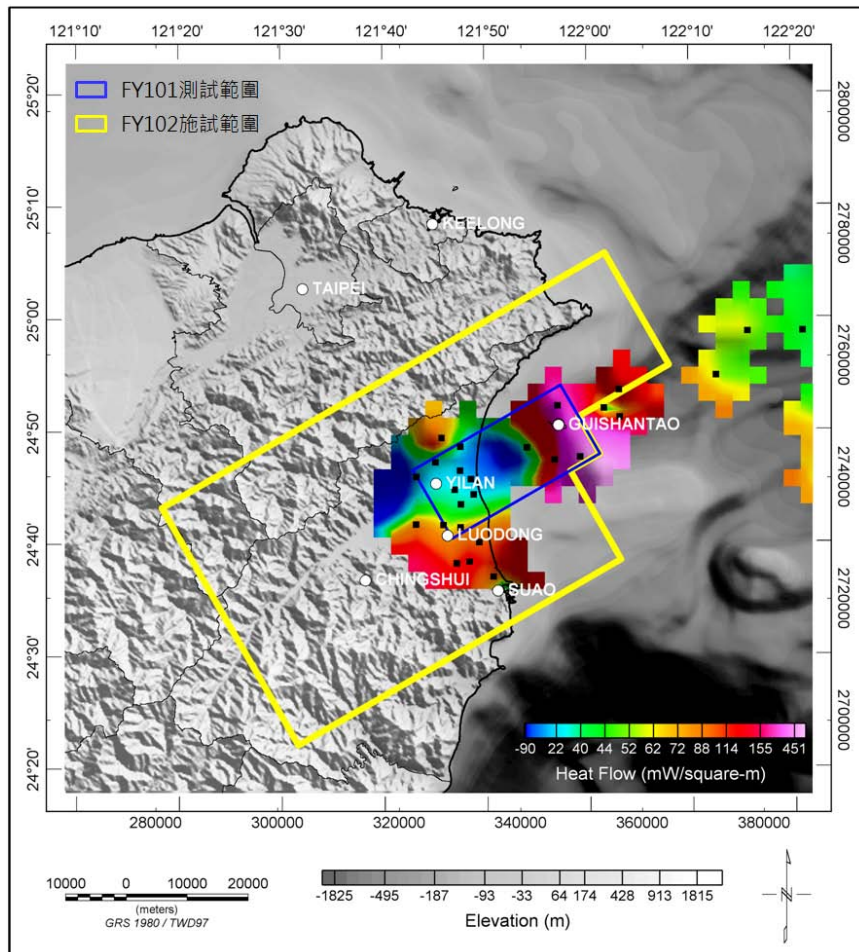 121°10' 121°20' 121°30' 121°40' 121°50' 122°00' 122°10' 122°20'
FY101測試範圍
FY102施試範圍
25°20'
25°10'
25°00'
24°50'
24°40'
24°30'
24°20'
2800000
2780000
2760000
2740000
2720000
2700000
KEELONG
TAIPEI
GUISHANTAO
YILAN
LUODONG
CHINGSHUI
SUAO
-90 22 40 44 52 62 72 88 114 155 451
Heat Flow (mW/square-m)
280000 300000 320000 340000 360000 380000
10000 0 10000 20000
(meters)
GRS 1980 / TWD97
-1825 -495 -187 -93 -33 64 174 428 913 1815
Elevation (m)
N